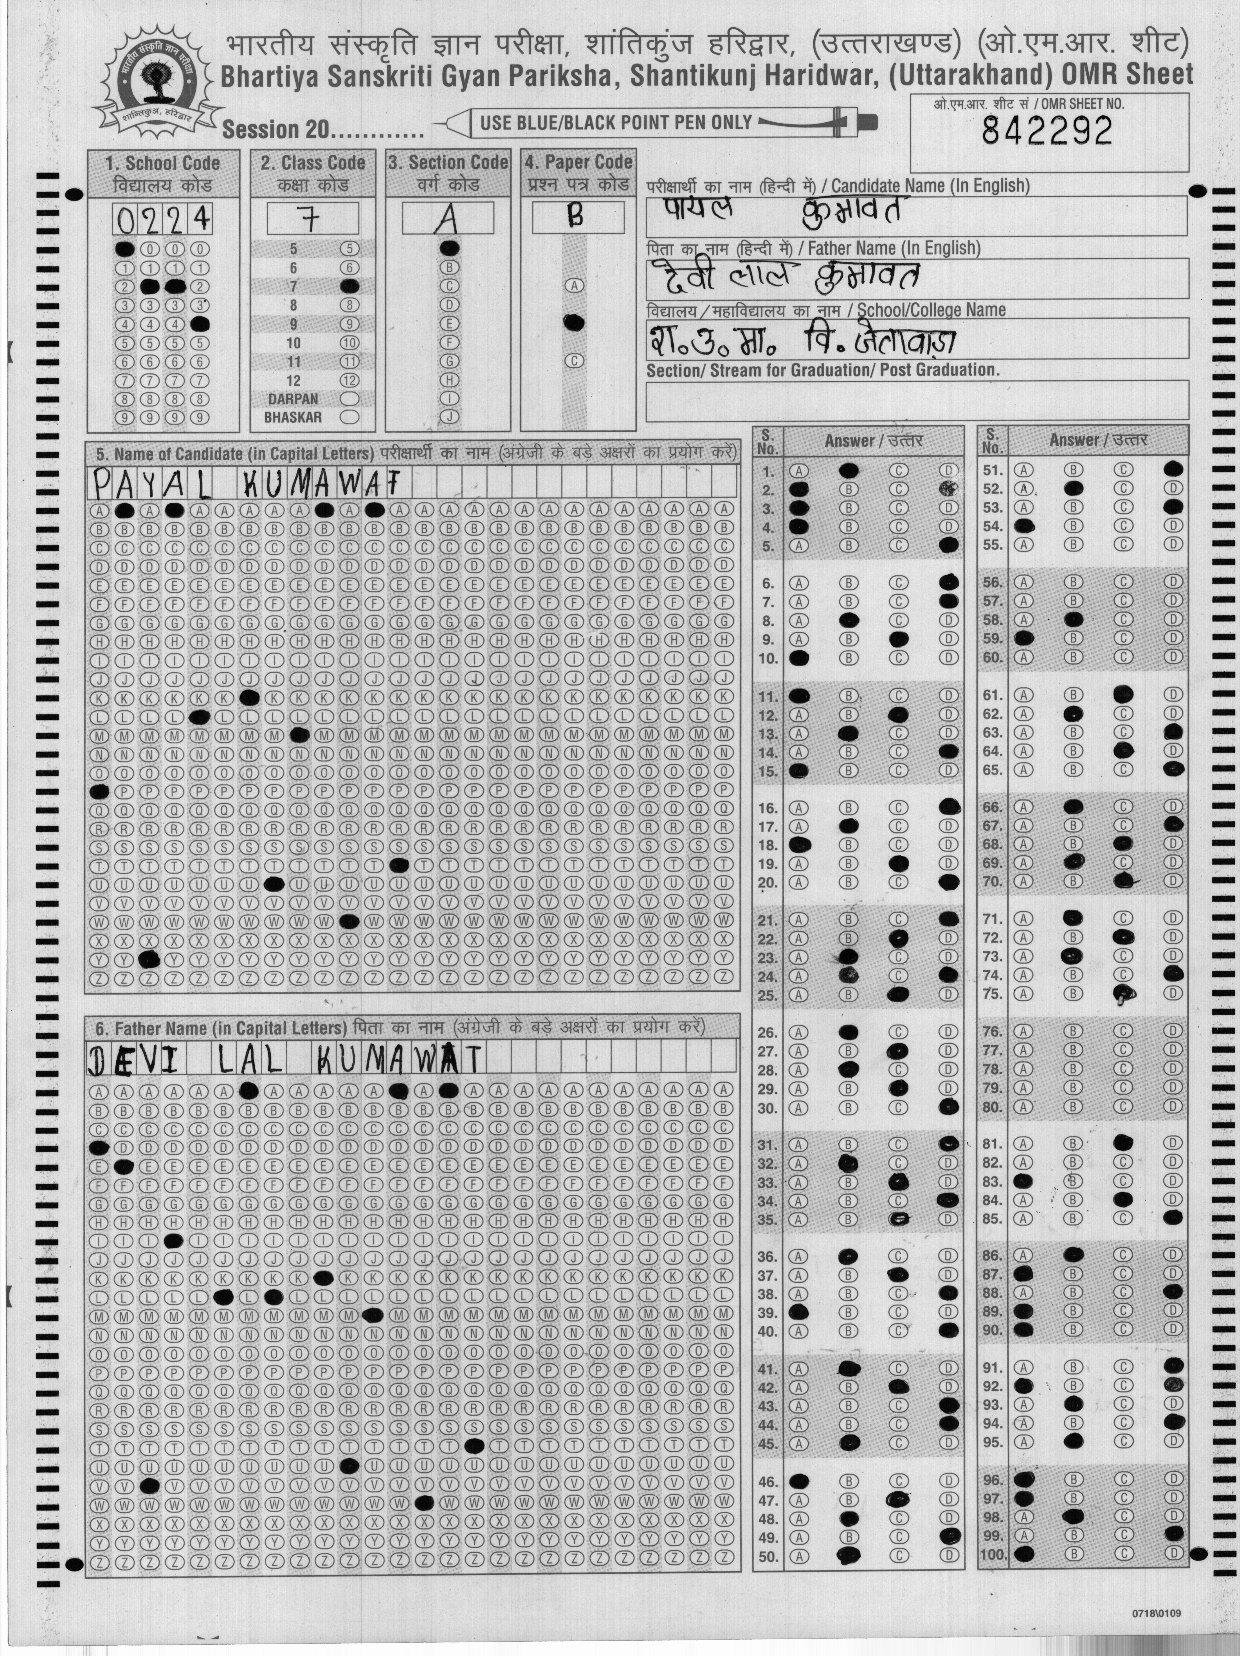 भारतीय संस्कृति ज्ञान परीक्षा, शांतिकुंज हरिद्वार, (उत्तराखण्ड) (ओ.एम.आर. शीट)
Bhartiya Sanskriti Gyan Pariksha, Shantikunj Haridwar, (Uttarakhand) OMR Sheet
Session 20............
USE BLUE/BLACK POINT PEN ONLY
ओ.एम.आर. शीट सं / OMR SHEET NO.
842292
1. School Code
विद्यालय कोड
0224
2. Class Code
कक्षा कोड
7
5
6
7
8
9
10
11
12
DARPAN
BHASKAR
3. Section Code
वर्ग कोड
A
4. Paper Code
प्रश्न पत्र कोड
B
परीक्षार्थी का नाम (हिन्दी में) / Candidate Name (In English)
पायल कुमावत
पिता का नाम (हिन्दी में) / Father Name (In English)
देवी लाल कुमावत
विद्यालय / महाविद्यालय का नाम / School/College Name
रा.उ.मा. वि. जेतावाड़ा
Section/ Stream for Graduation/ Post Graduation.
5. Name of Candidate (in Capital Letters) परीक्षार्थी का नाम (अंग्रेजी के बड़े अक्षरों का प्रयोग करें)
PAYAL KUMAWAT
6. Father Name (in Capital Letters) पिता का नाम (अंग्रेजी के बड़े अक्षरों का प्रयोग करें)
DEVI LAL KUMAWAT
S. No. Answer / उत्तर
S. No. Answer / उत्तर
0718\0109